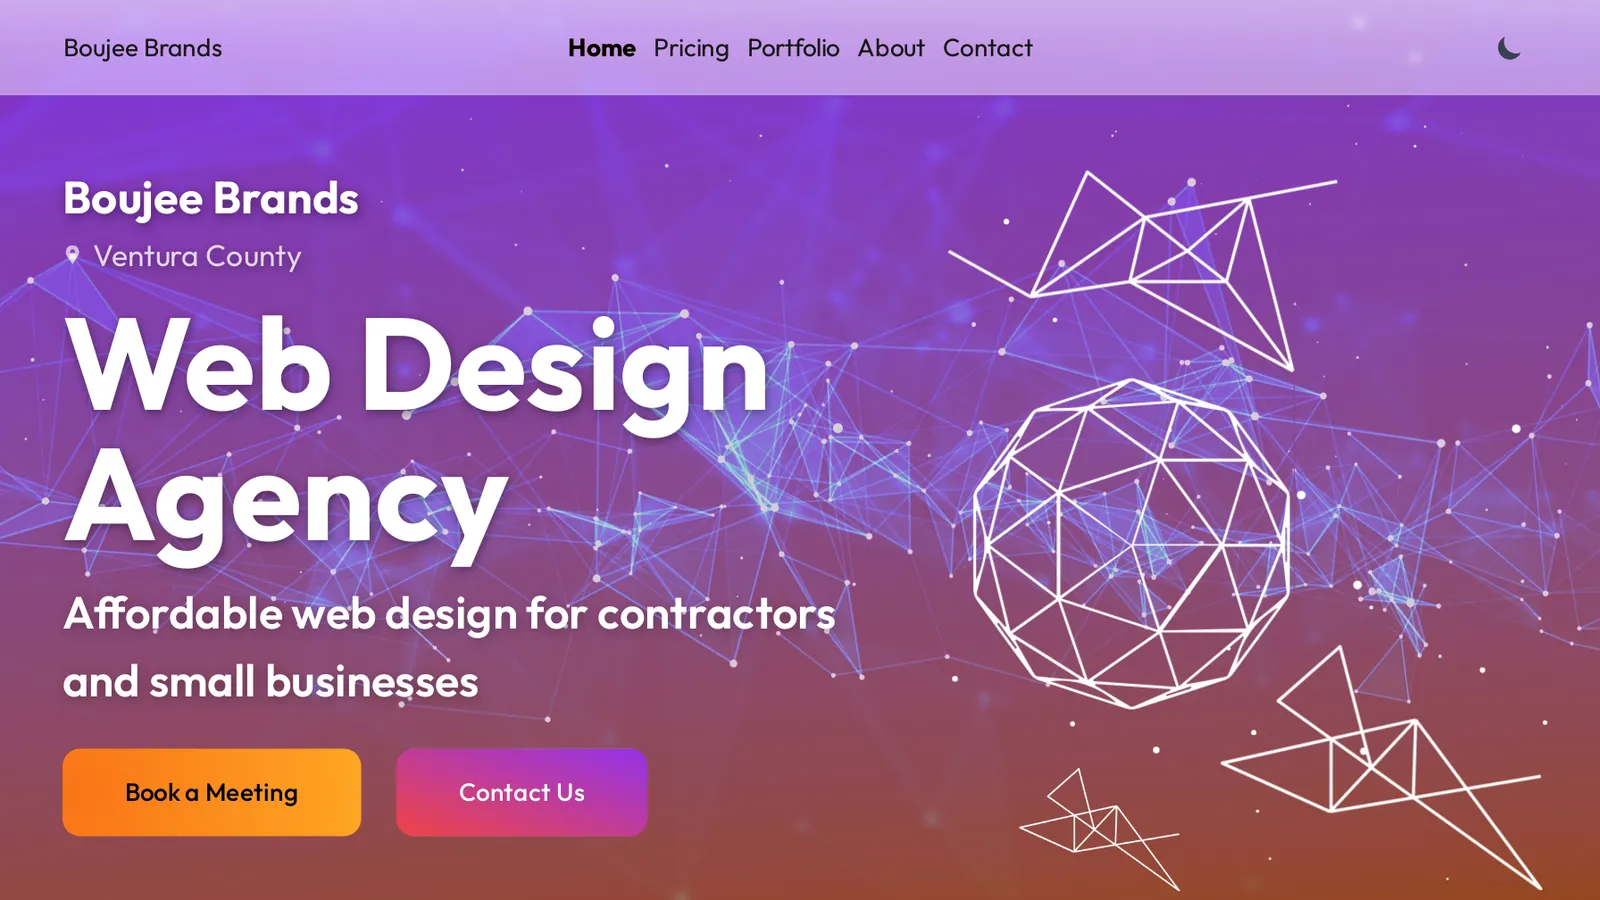 Boujee Brands
Home Pricing Portfolio About Contact
Boujee Brands
Ventura County
Web Design
Agency
Affordable web design for contractors
and small businesses
Book a Meeting
Contact Us